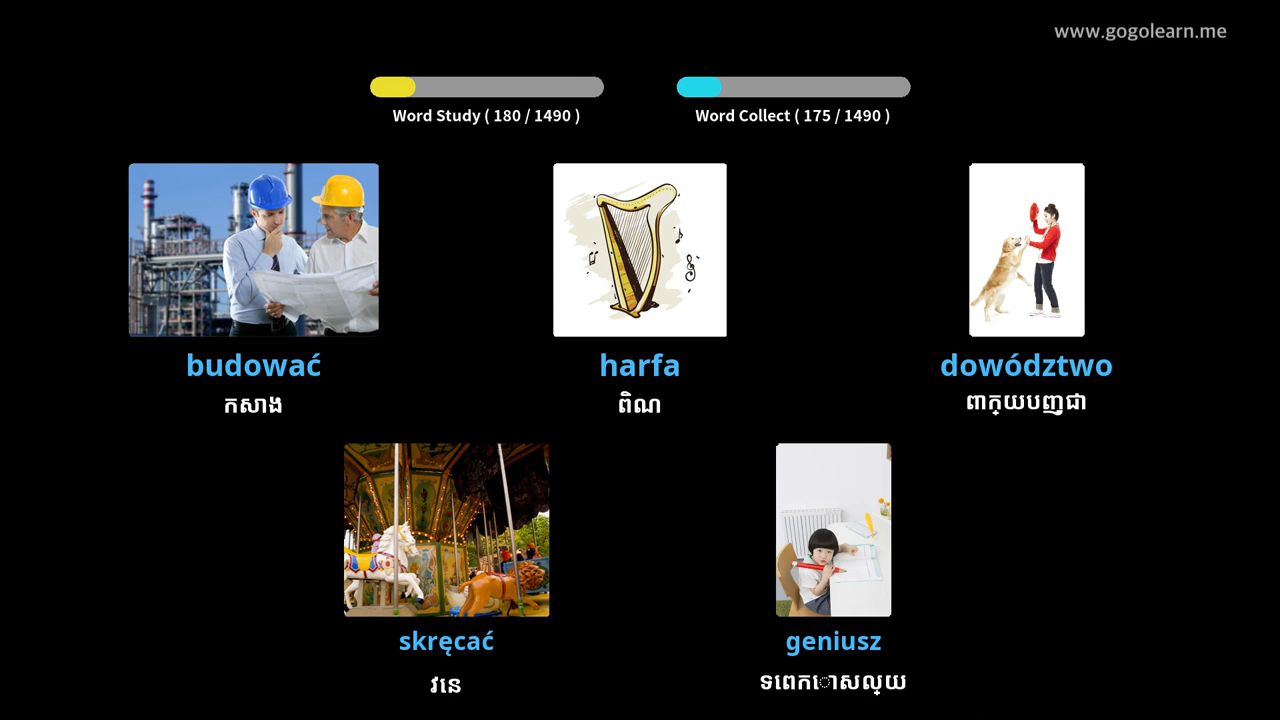 www.gogolearn.me
Word Study ( 180 / 1490 )
Word Collect ( 175 / 1490 )
budować
harfa
dowództwo
កសាង
ពិណ
ពាក្យបញ្ជា
skręcać
geniusz
វនេ
ទពេកោសល្យ